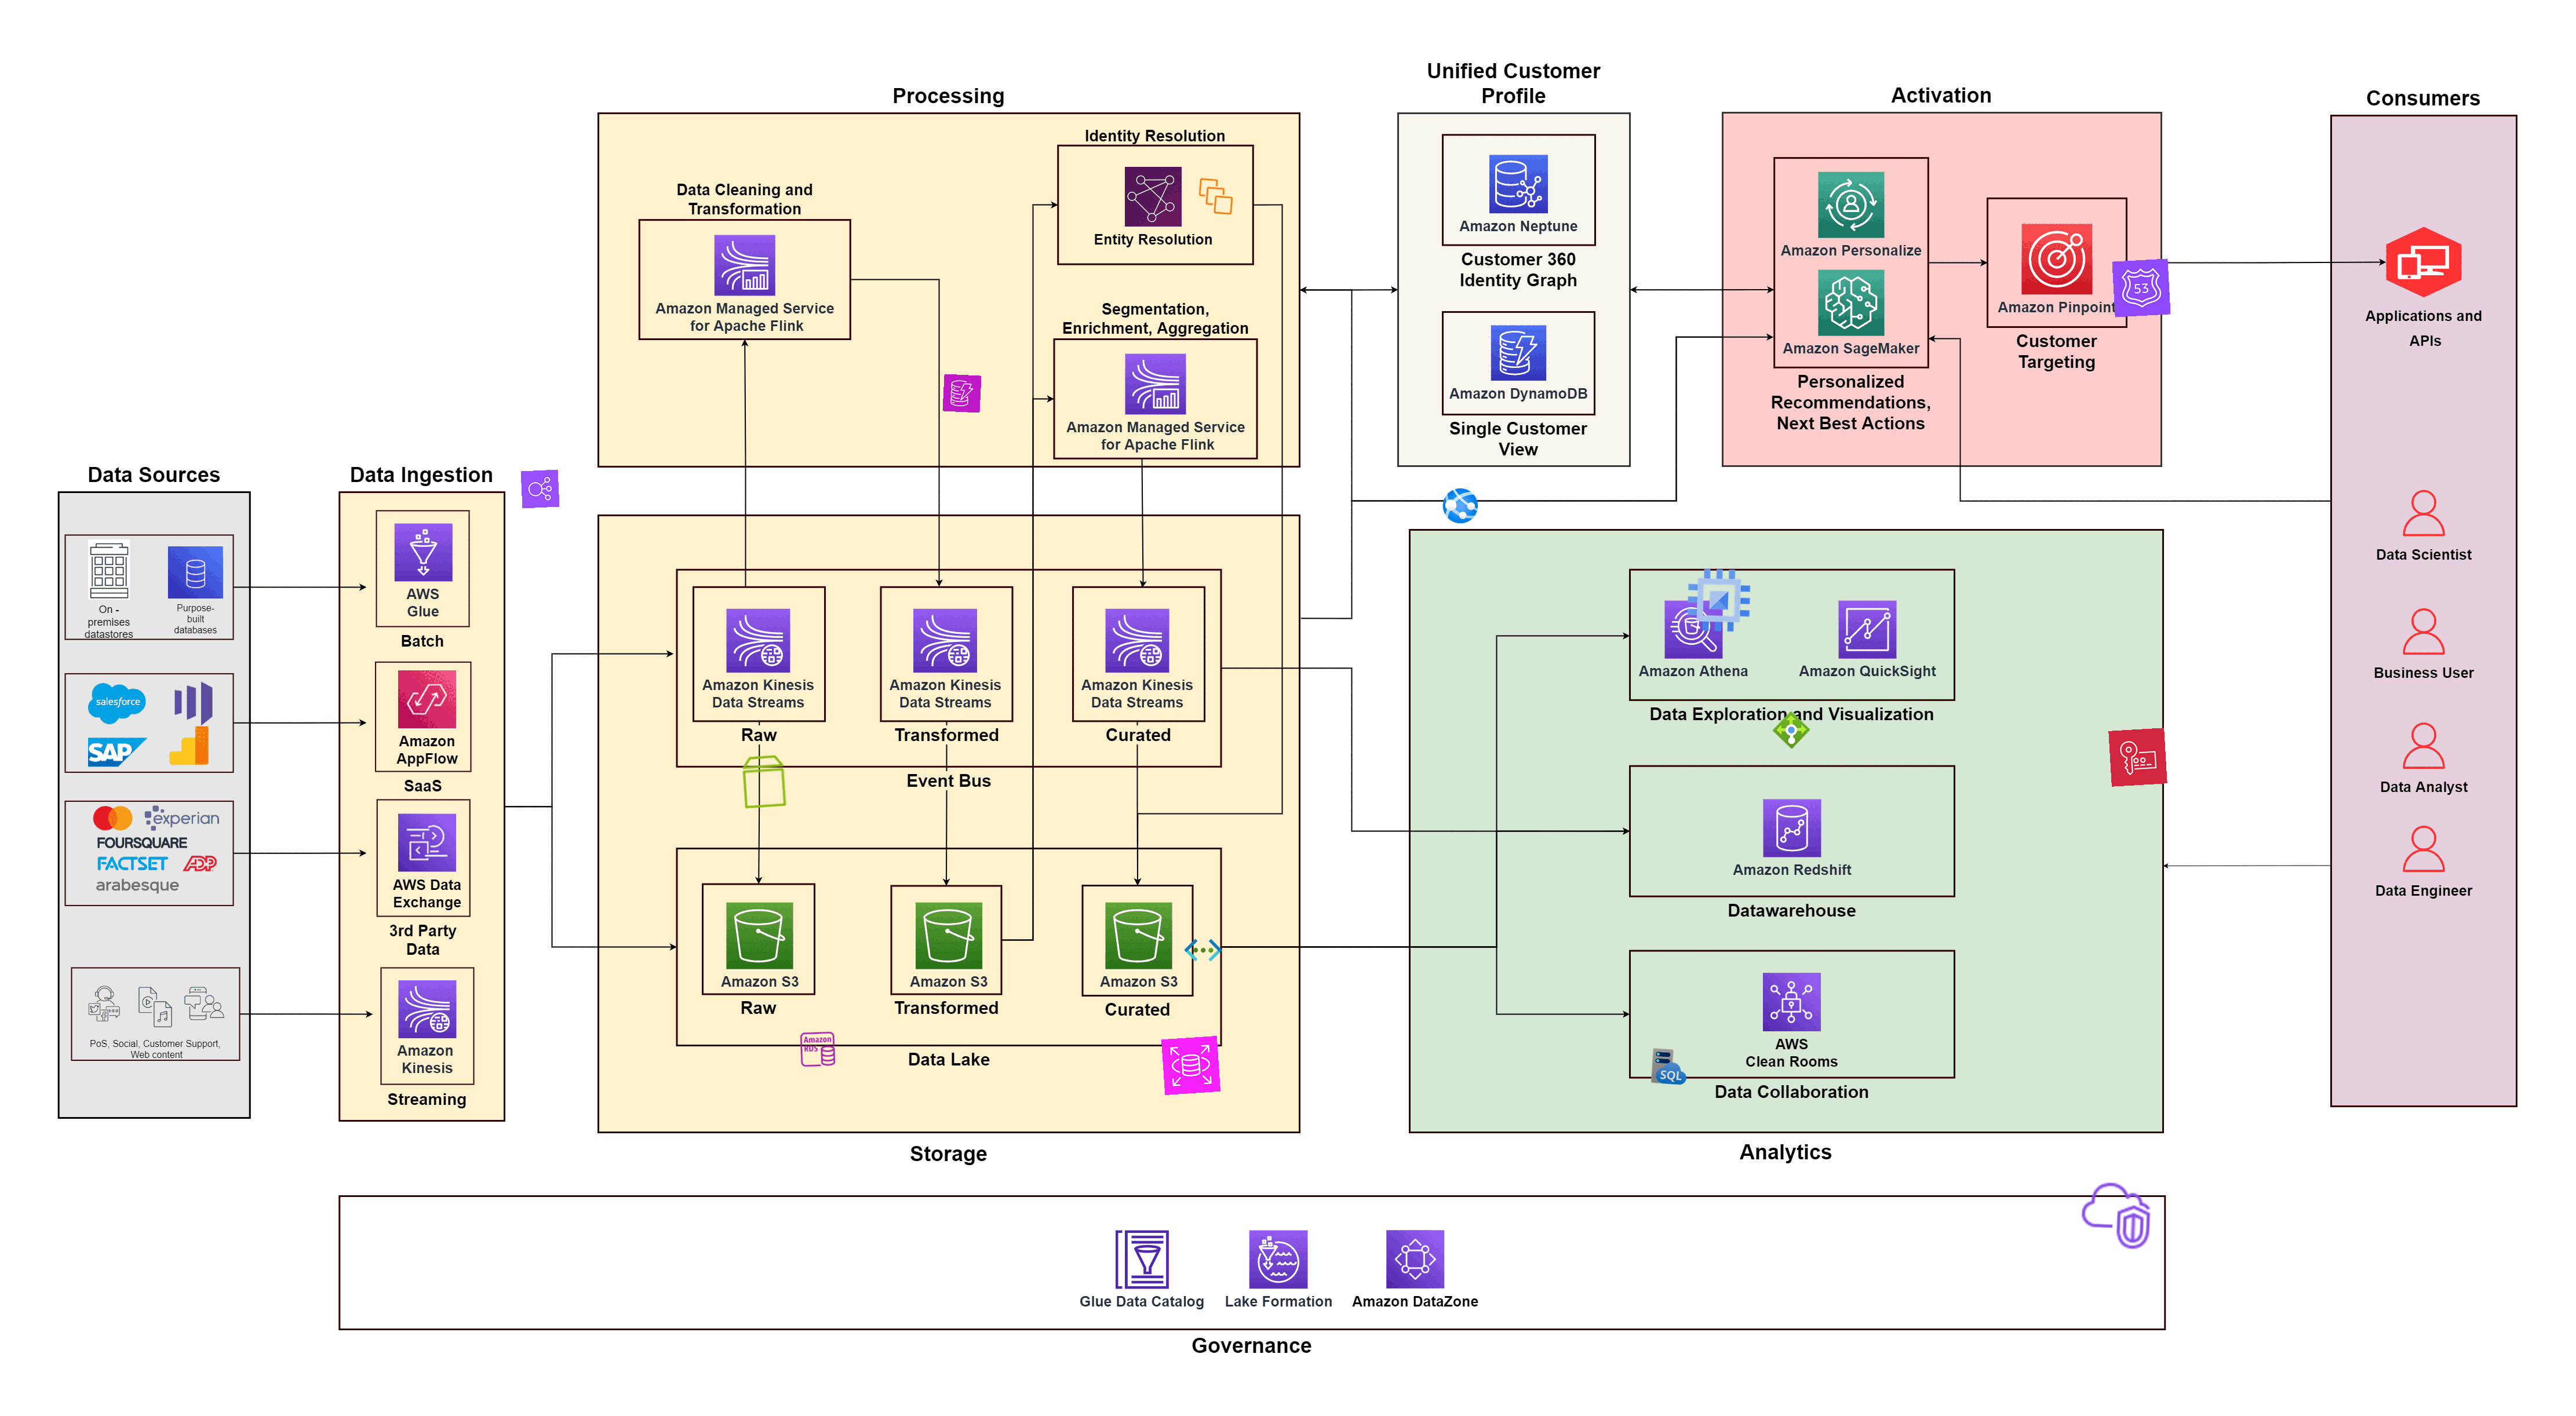 Data Sources
On -
premises
datastores
Purpose-
built
databases
salesforce
SAP
experian
FOURSQUARE
FACTSET
ADP
arabesque
PoS, Social, Customer Support,
Web content
Data Ingestion
AWS
Glue
Batch
Amazon
AppFlow
SaaS
AWS Data
Exchange
3rd Party
Data
Amazon
Kinesis
Streaming
Processing
Data Cleaning and
Transformation
Amazon Managed Service
for Apache Flink
Identity Resolution
Entity Resolution
Segmentation,
Enrichment, Aggregation
Amazon Managed Service
for Apache Flink
Amazon Kinesis
Data Streams
Raw
Amazon Kinesis
Data Streams
Transformed
Amazon Kinesis
Data Streams
Curated
Event Bus
Amazon S3
Raw
Amazon S3
Transformed
Amazon S3
Curated
Amazon
RDS
Data Lake
Storage
Unified Customer
Profile
Amazon Neptune
Customer 360
Identity Graph
Amazon DynamoDB
Single Customer
View
Activation
Amazon Personalize
Amazon SageMaker
Personalized
Recommendations,
Next Best Actions
Amazon Pinpoint
53
Customer
Targeting
Amazon Athena
Amazon QuickSight
Data Exploration and Visualization
Amazon Redshift
Datawarehouse
AWS
Clean Rooms
SQL
Data Collaboration
Analytics
Consumers
Applications and
APIs
Data Scientist
Business User
Data Analyst
Data Engineer
Glue Data Catalog
Lake Formation
Amazon DataZone
Governance